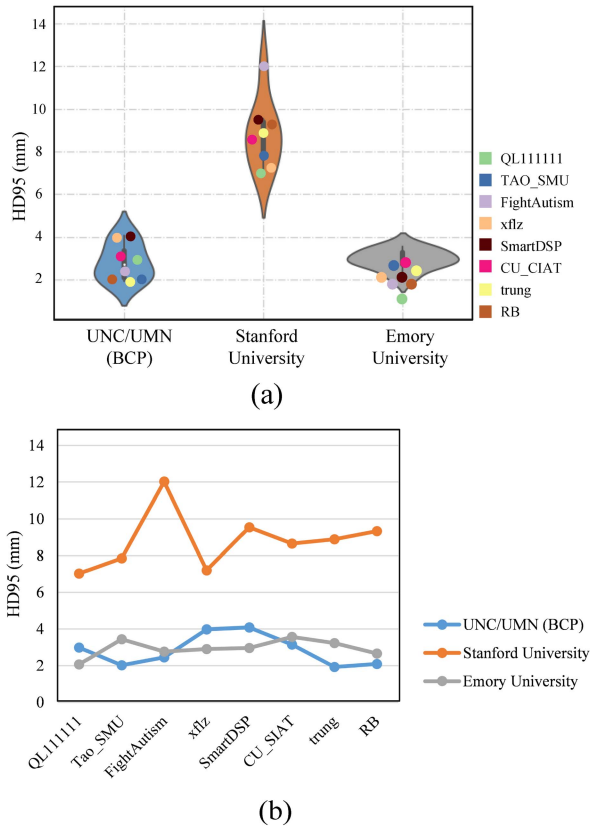 14
12
10
8
6
4
2
HD95 (mm)
UNC/UMN
(BCP)
Stanford
University
Emory
University
QL111111
TAO_SMU
FightAutism
xflz
SmartDSP
CU_CIAT
trung
RB
(a)
14
12
10
8
6
4
2
0
HD95 (mm)
QL111111
Tao_SMU
FightAutism
xflz
SmartDSP
CU_SIAT
trung
RB
UNC/UMN (BCP)
Stanford University
Emory University
(b)